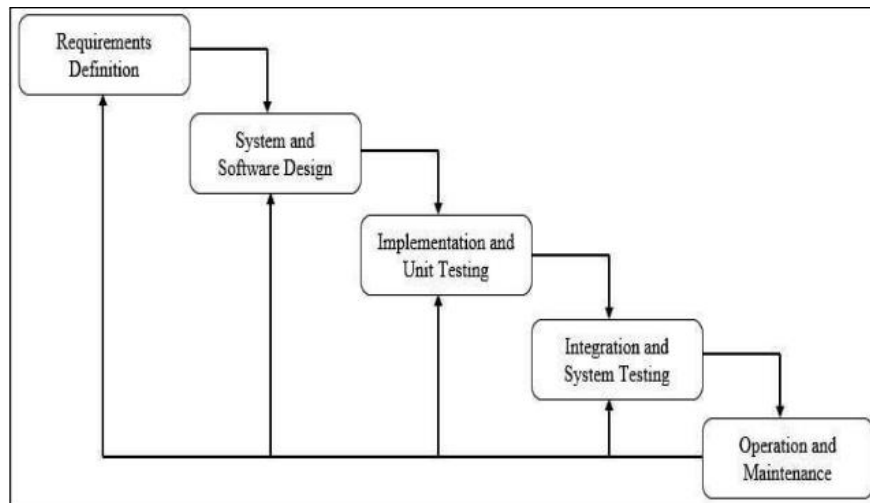 Requirements
Definition
System and
Software Design
Implementation and
Unit Testing
Integration and
System Testing
Operation and
Maintenance